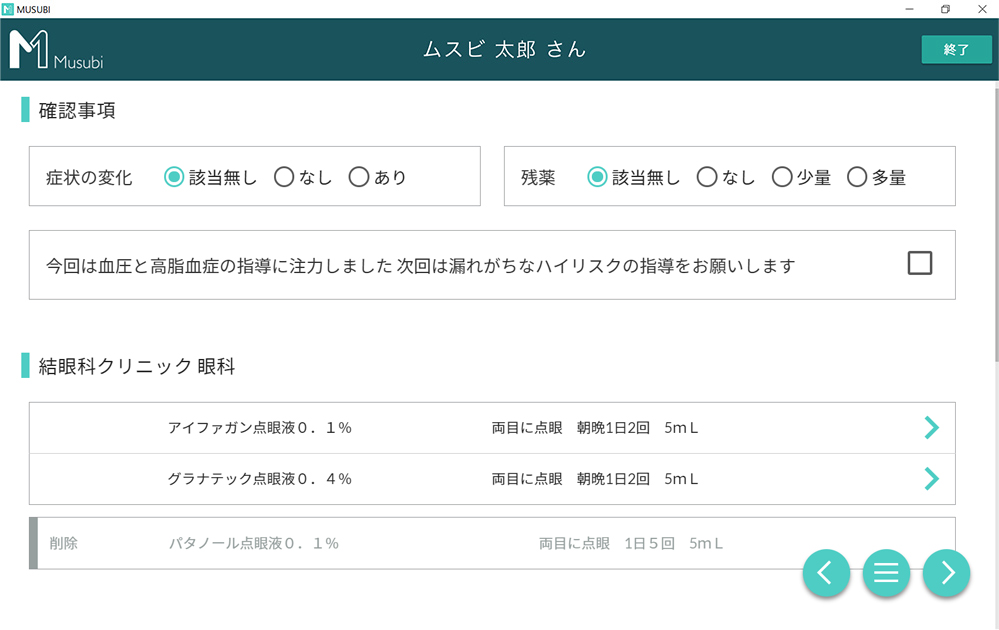 MUSUBI
Musubi
ムスビ 太郎 さん
終了
確認事項
症状の変化 該当無し なし あり
残薬 該当無し なし 少量 多量
今回は血圧と高脂血症の指導に注力しました 次回は漏れがちなハイリスクの指導をお願いします
結眼科クリニック 眼科
アイファガン点眼液０．１％ 両目に点眼　朝晩1日2回　5ｍＬ
グラナテック点眼液０．４％ 両目に点眼　朝晩1日2回　5ｍＬ
削除 パタノール点眼液０．１％ 両目に点眼　1日５回　5ｍＬ